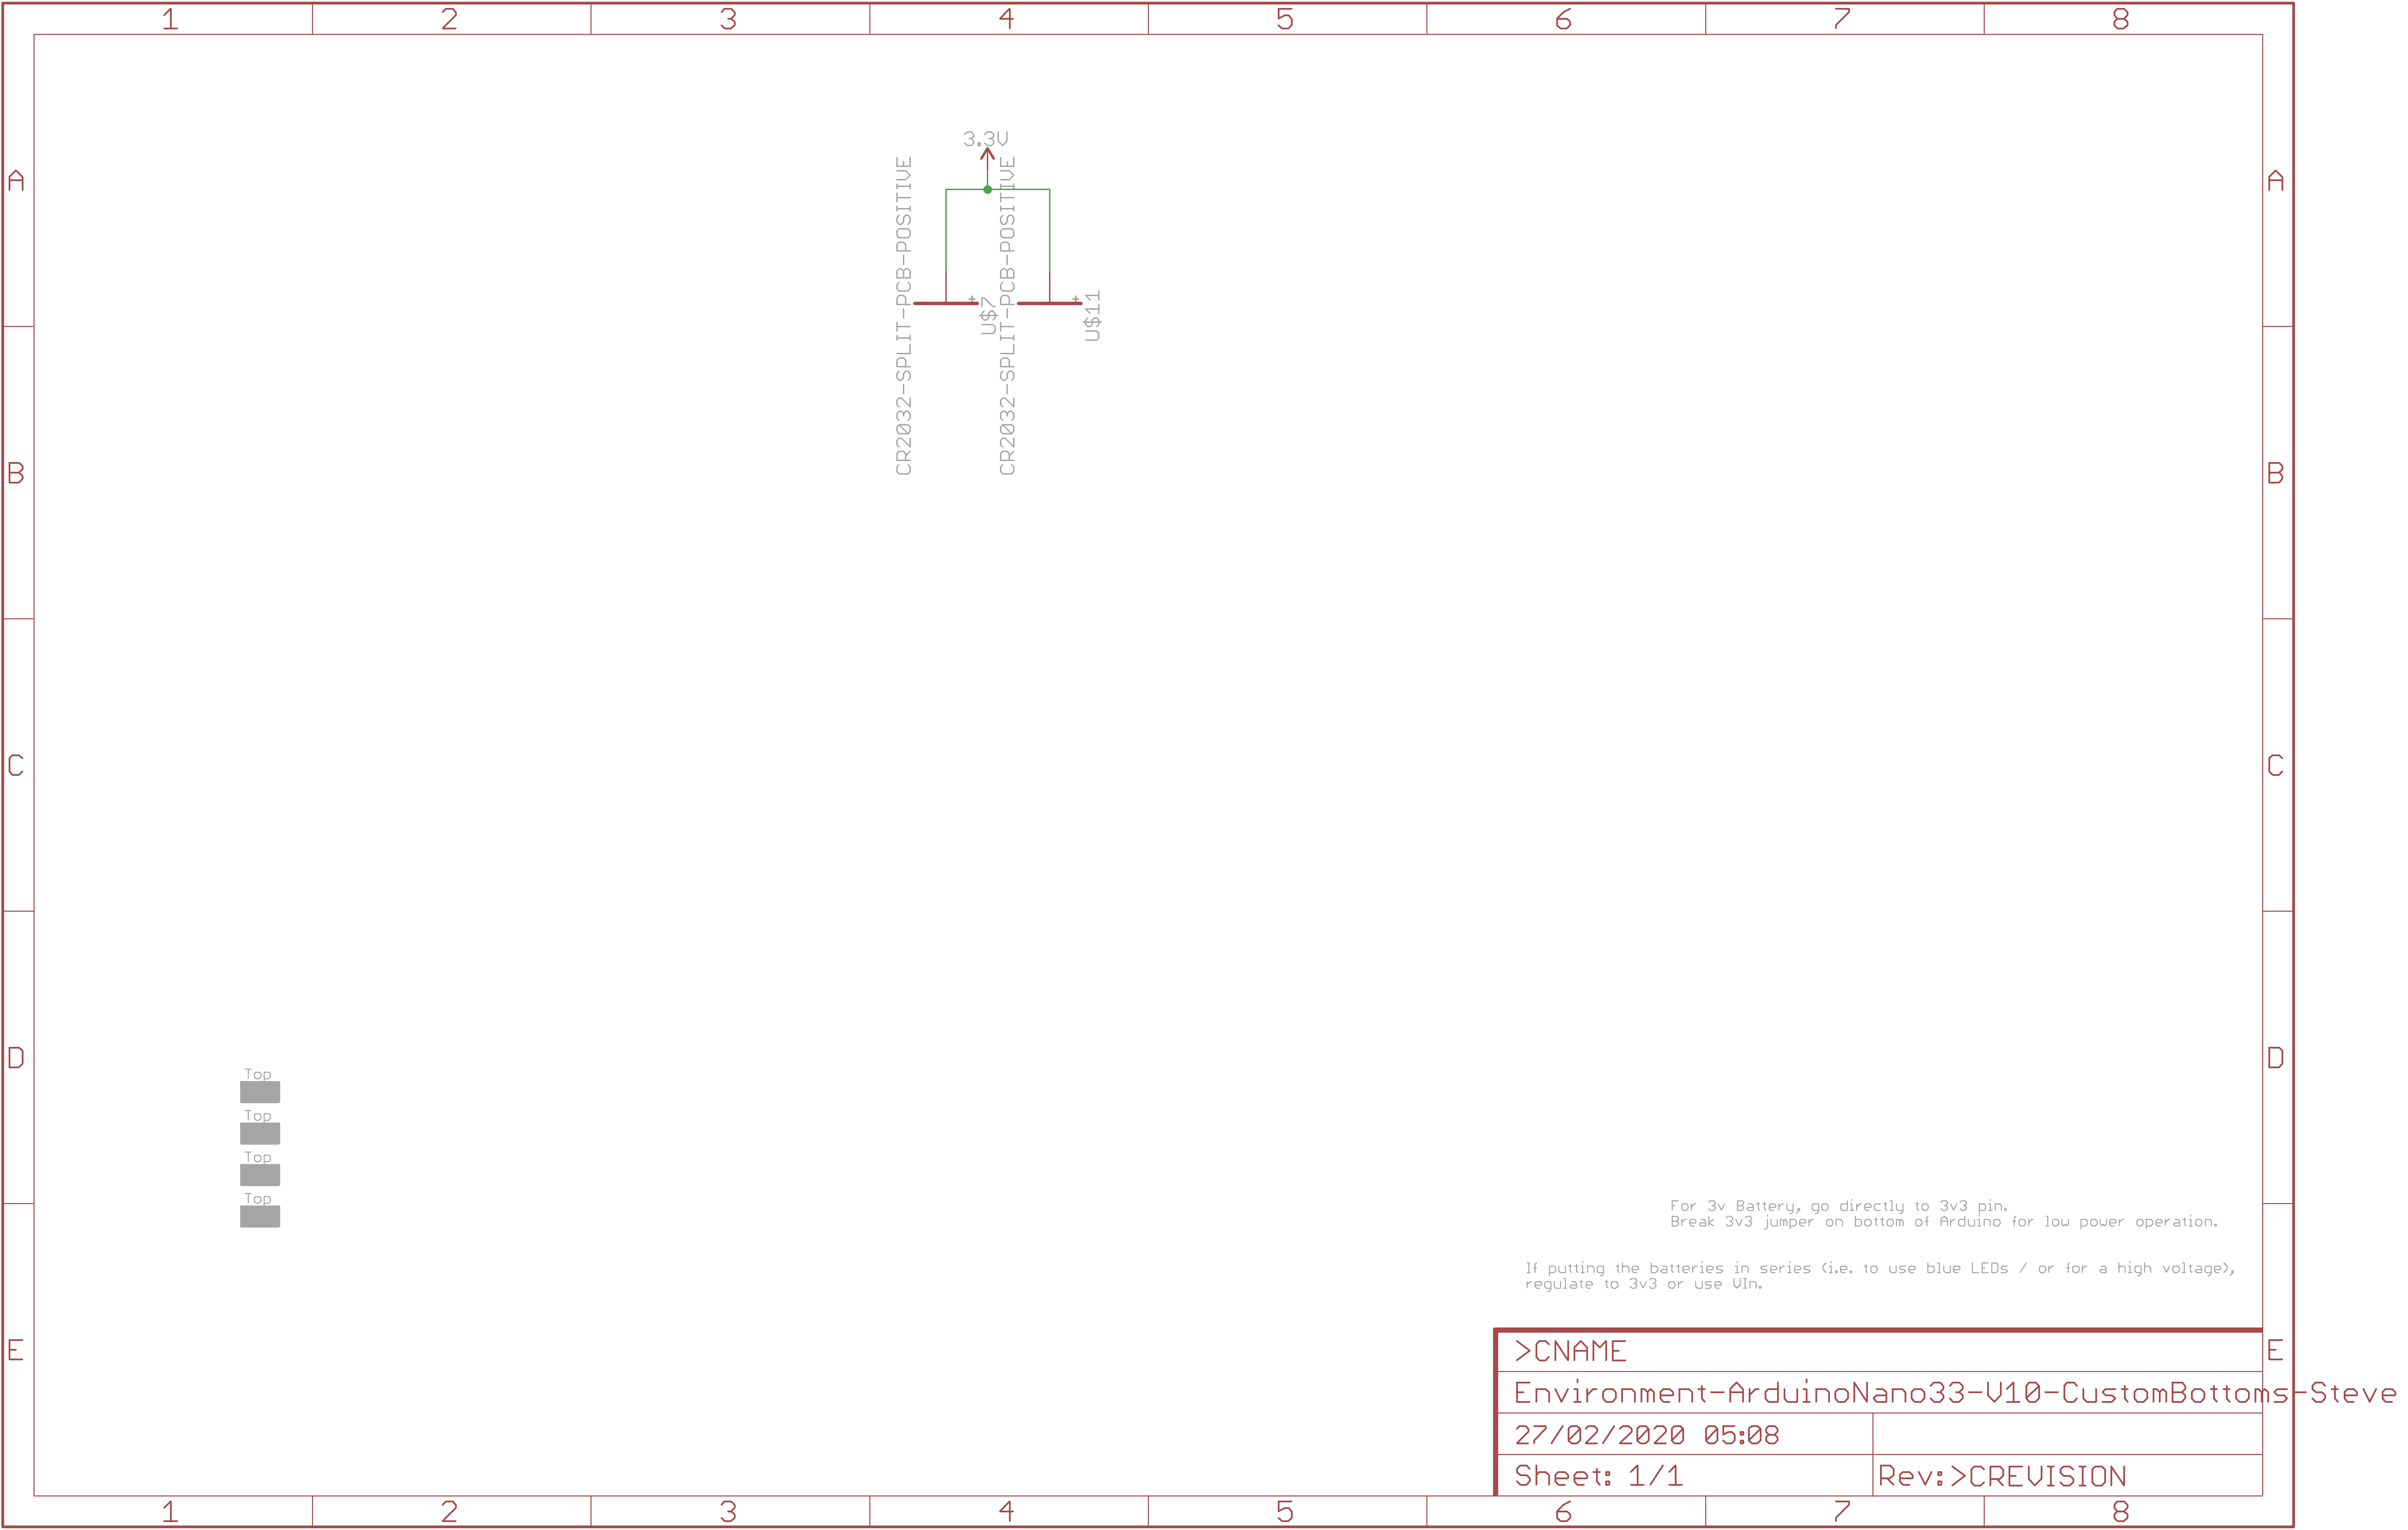 1 2 3 4 5 6 7 8
A A
3.3V
CR2032-SPLIT-PCB-POSITIVE
CR2032-SPLIT-PCB-POSITIVE
+
U$7
+
U$11
B B
C C
D D
Top
Top
Top
Top
For 3v Battery, go directly to 3v3 pin.
Break 3v3 jumper on bottom of Arduino for low power operation.
If putting the batteries in series (i.e. to use blue LEDs / or for a high voltage),
regulate to 3v3 or use VIn.
E E
>CNAME
Environment-ArduinoNano33-V10-CustomBottoms-Steve
27/02/2020 05:08
Sheet: 1/1 Rev:>CREVISION
1 2 3 4 5 6 7 8